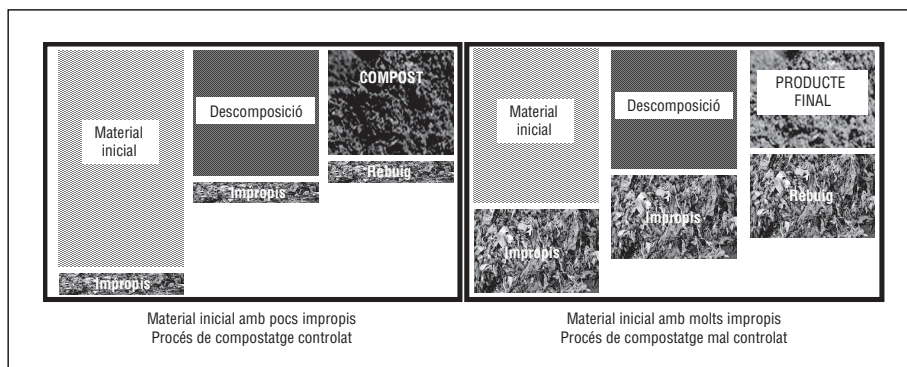 Material
inicial
Impropis
Descomposició
Impropis
COMPOST
Rebuig
Material
inicial
Impropis
Descomposició
Impropis
PRODUCTE
FINAL
Rebuig
Material inicial amb pocs impropis
Procés de compostatge controlat
Material inicial amb molts impropis
Procés de compostatge mal controlat